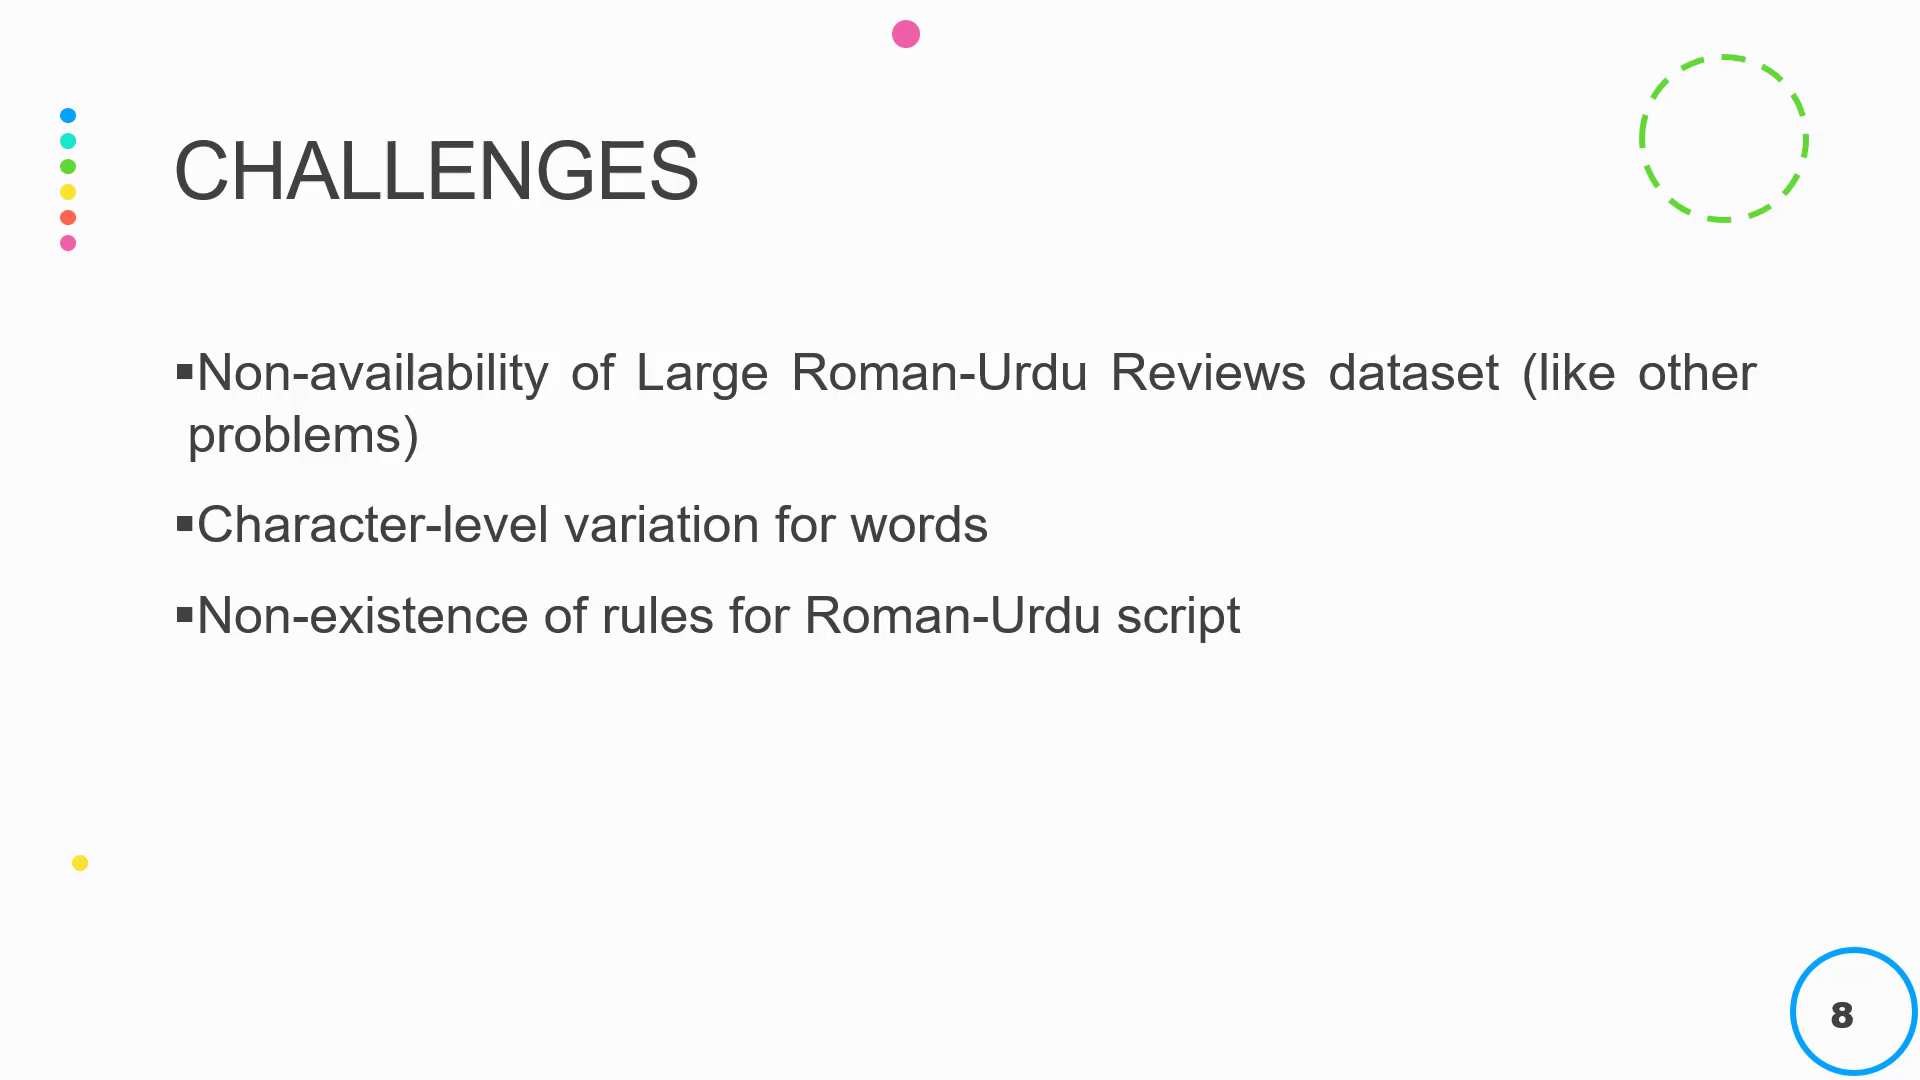 CHALLENGES
▪Non-availability of Large Roman-Urdu Reviews dataset (like other
problems)
▪Character-level variation for words
▪Non-existence of rules for Roman-Urdu script
8